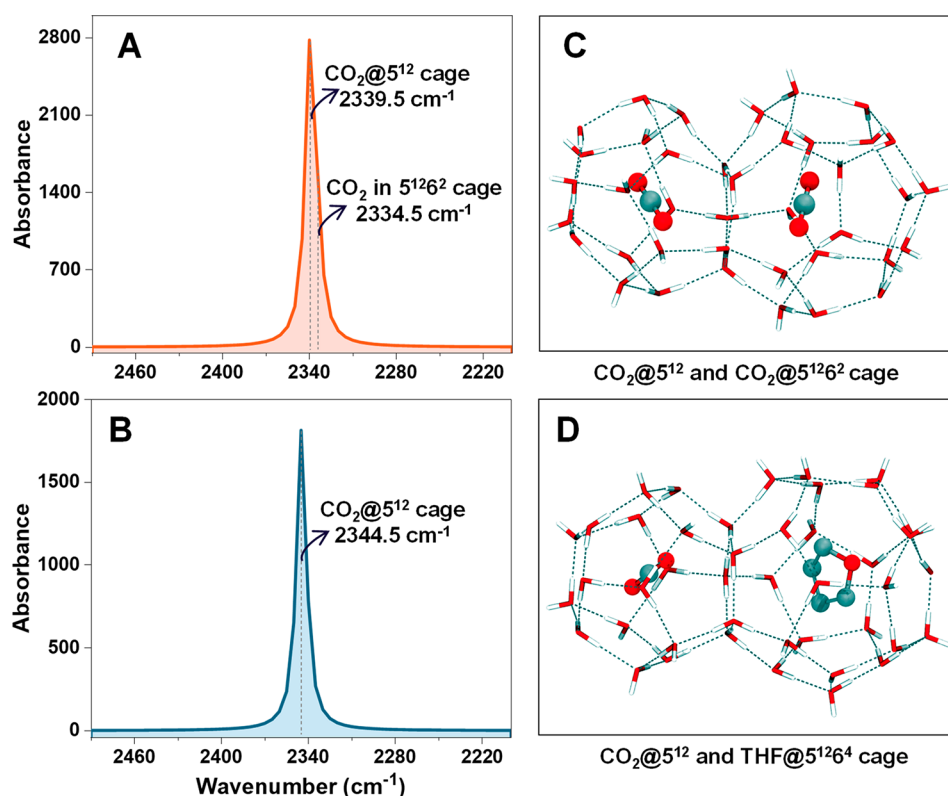 A
CO₂@5¹² cage
2339.5 cm⁻¹
CO₂ in 5¹²6² cage
2334.5 cm⁻¹
Absorbance
2800
2100
1400
700
0
2460 2400 2340 2280 2220
C
CO₂@5¹² and CO₂@5¹²6² cage
B
CO₂@5¹² cage
2344.5 cm⁻¹
Absorbance
2000
1500
1000
500
0
2460 2400 2340 2280 2220
Wavenumber (cm⁻¹)
D
CO₂@5¹² and THF@5¹²6⁴ cage